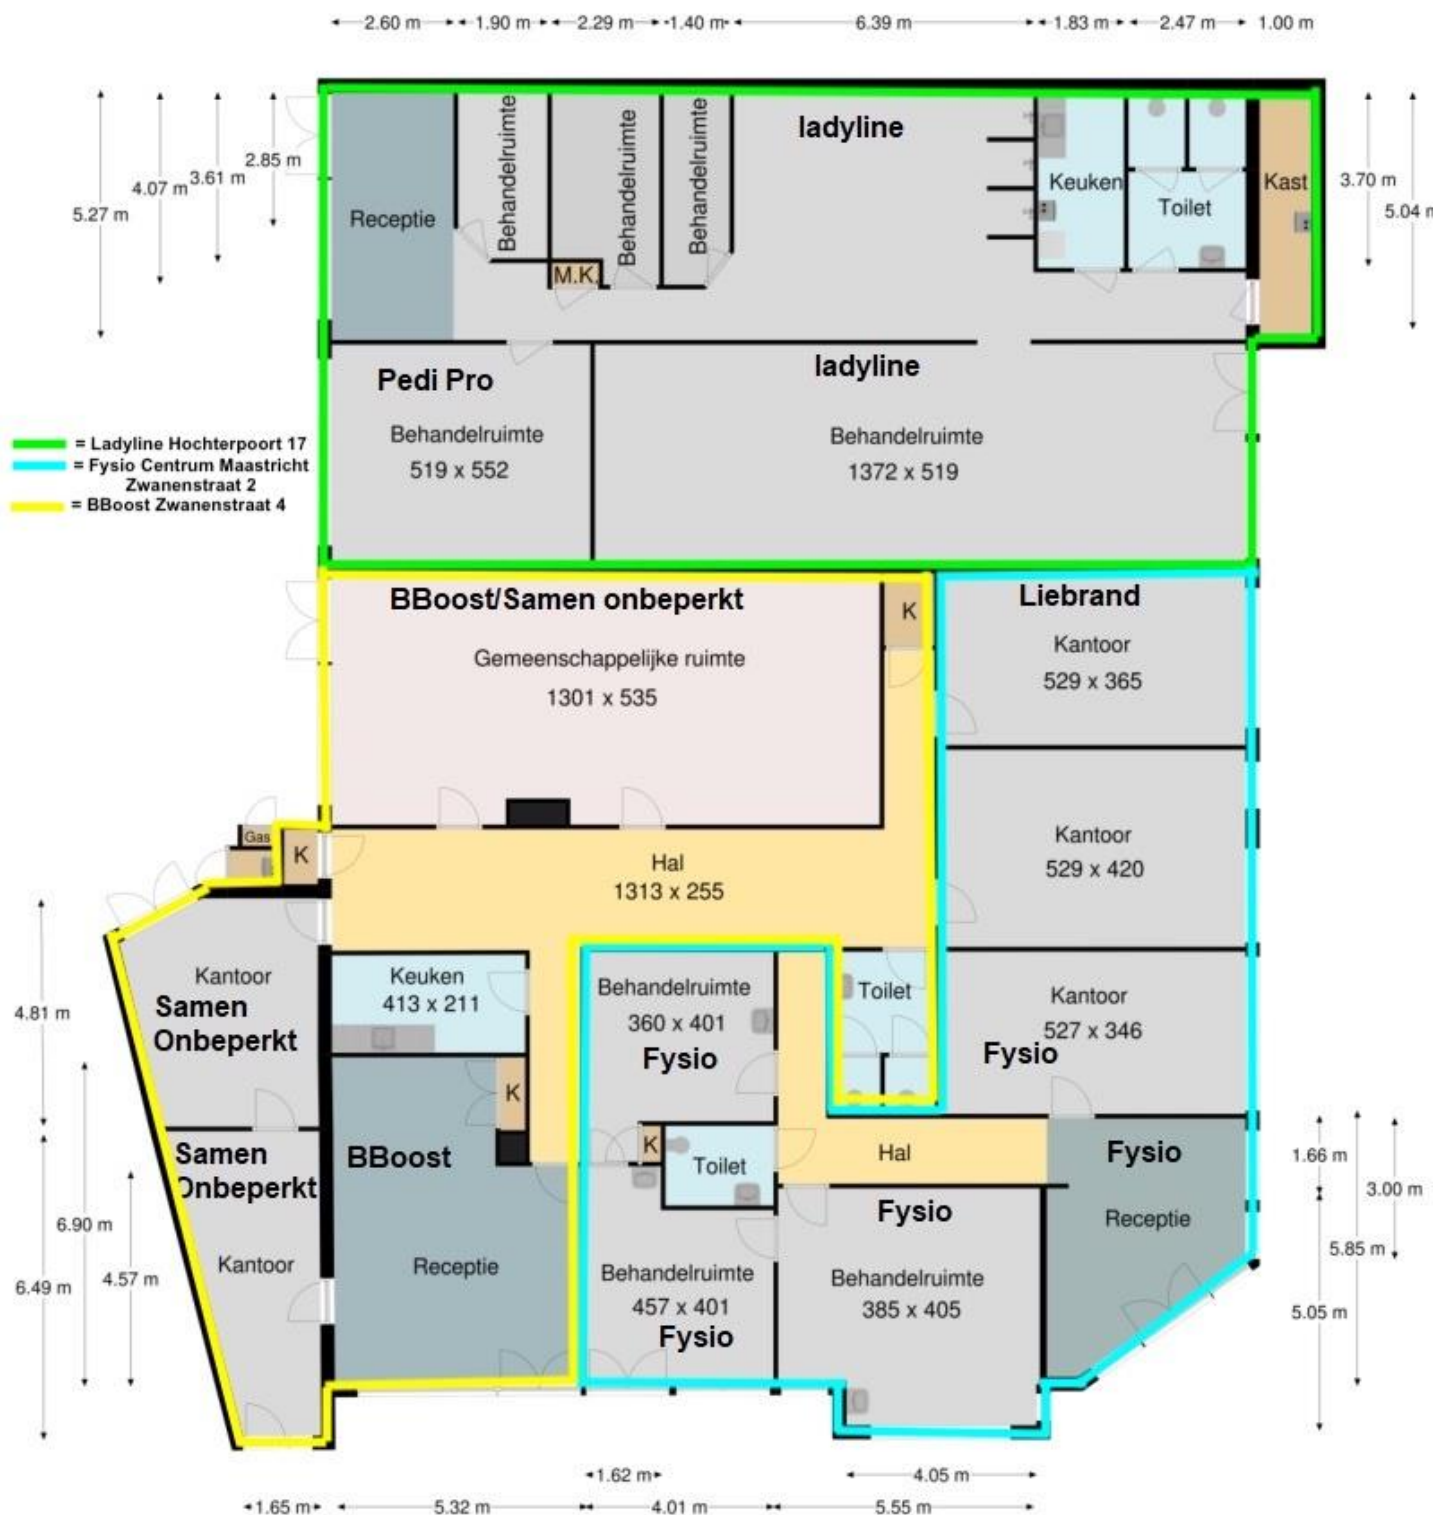 2.60 m 1.90 m 2.29 m 1.40 m 6.39 m 1.83 m 2.47 m 1.00 m
5.27 m
4.07 m
3.61 m
2.85 m
Receptie
Behandelruimte
Behandelruimte
Behandelruimte
M.K.
ladyline
Keuken
Toilet
Kast
3.70 m
5.04 m
Pedi Pro
Behandelruimte
519 x 552
ladyline
Behandelruimte
1372 x 519
= Ladyline Hochterpoort 17
= Fysio Centrum Maastricht
Zwanenstraat 2
= BBoost Zwanenstraat 4
BBoost/Samen onbeperkt
Gemeenschappelijke ruimte
1301 x 535
K
Liebrand
Kantoor
529 x 365
Kantoor
529 x 420
Gas
K
Hal
1313 x 255
Kantoor
Samen
Onbeperkt
Keuken
413 x 211
Behandelruimte
360 x 401
Fysio
Toilet
Kantoor
527 x 346
Fysio
4.81 m
K
Samen
Onbeperkt
Kantoor
BBoost
Receptie
K
Toilet
Hal
Fysio
Receptie
Fysio
Behandelruimte
457 x 401
Fysio
Behandelruimte
385 x 405
6.90 m
6.49 m
4.57 m
1.66 m
3.00 m
5.85 m
5.05 m
1.62 m 4.05 m
1.65 m 5.32 m 4.01 m 5.55 m